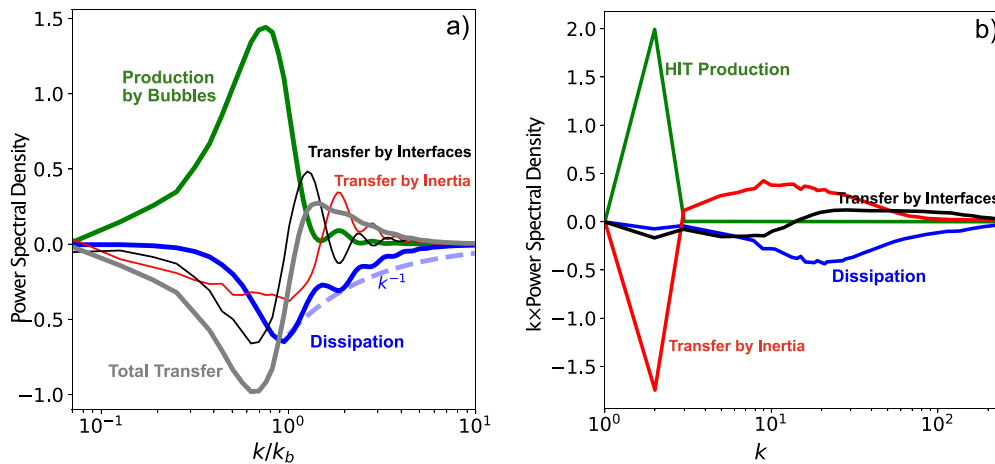 a)
Power Spectral Density
1.5
1.0
0.5
0.0
−0.5
−1.0
Production
by Bubbles
Transfer by Interfaces
Transfer by Inertia
k⁻¹
Dissipation
Total Transfer
10⁻¹
10⁰
10¹
k/k_b
b)
k×Power Spectral Density
2.0
1.5
1.0
0.5
0.0
−0.5
−1.0
−1.5
HIT Production
Transfer by Interfaces
Dissipation
Transfer by Inertia
10⁰
10¹
10²
k